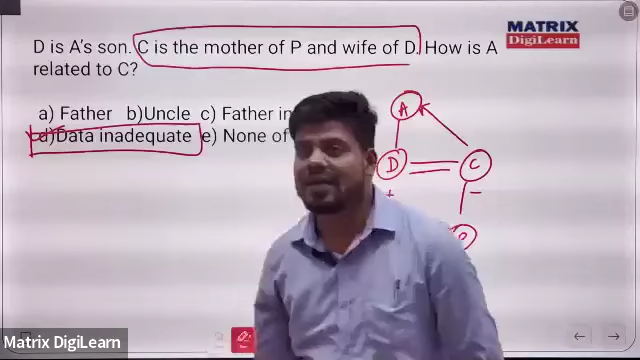 MATRIX
DigiLearn
D is A's son. C is the mother of P and wife of D. How is A
related to C?
a) Father b)Uncle c) Father in
d)Data inadequate e) None of
A
D = C
+ -
Matrix DigiLearn